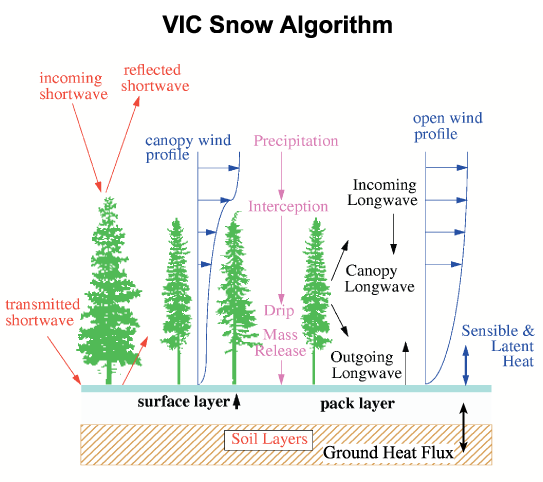 VIC Snow Algorithm
incoming
shortwave
reflected
shortwave
canopy wind
profile
Precipitation
open wind
profile
Interception
Incoming
Longwave
Canopy
Longwave
transmitted
shortwave
Drip
Mass
Release
Outgoing
Longwave
Sensible &
Latent
Heat
surface layer
pack layer
Soil Layers
Ground Heat Flux